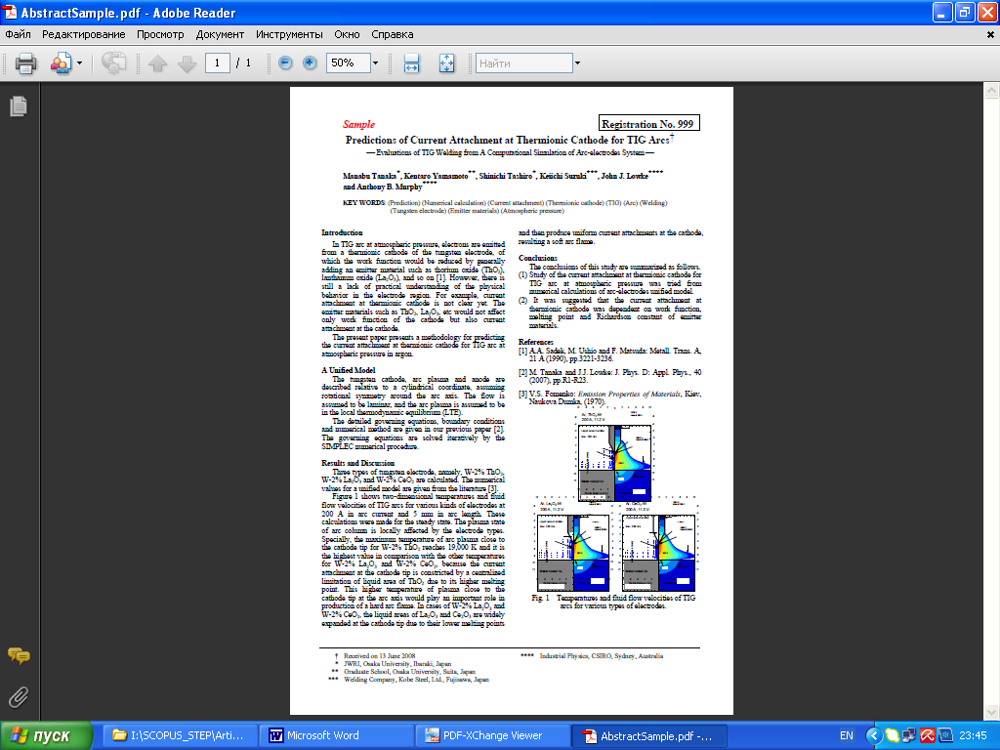 AbstractSample.pdf - Adobe Reader
Файл Редактирование Просмотр Документ Инструменты Окно Справка
1 / 1 50% Найти
Sample
Registration No. 999
Predictions of Current Attachment at Thermionic Cathode for TIG Arcs†
— Evaluations of TIG Welding from A Computational Simulation of Arc-electrodes System —
Manabu Tanaka*, Kentaro Yamamoto**, Shinichi Tashiro*, Keiichi Suzuki***, John J. Lowke****
and Anthony B. Murphy****
KEY WORDS: (Prediction) (Numerical calculation) (Current attachment) (Thermionic cathode) (TIG) (Arc) (Welding)
(Tungsten electrode) (Emitter materials) (Atmospheric pressure)
Introduction
In TIG arc at atmospheric pressure, electrons are emitted
from a thermionic cathode of the tungsten electrode, of
which the work function would be reduced by generally
adding an emitter material such as thorium oxide (ThO₂),
lanthanum oxide (La₂O₃), and so on [1]. However, there is
still a lack of practical understanding of the physical
behavior in the electrode region. For example, current
attachment at thermionic cathode is not clear yet. The
emitter materials such as ThO₂, La₂O₃, etc would not affect
only work function of the cathode but also current
attachment at the cathode.
The present paper presents a methodology for predicting
the current attachment at thermionic cathode for TIG arc at
atmospheric pressure in argon.
A Unified Model
The tungsten cathode, arc plasma and anode are
described relative to a cylindrical coordinate, assuming
rotational symmetry around the arc axis. The flow is
assumed to be laminar, and the arc plasma is assumed to be
in the local thermodynamic equilibrium (LTE).
The detailed governing equations, boundary conditions
and numerical method are given in our previous paper [2].
The governing equations are solved iteratively by the
SIMPLEC numerical procedure.
Results and Discussion
Three types of tungsten electrode, namely, W-2% ThO₂,
W-2% La₂O₃ and W-2% CeO₂ are calculated. The numerical
values for a unified model are given from the literature [3].
Figure 1 shows two-dimensional temperatures and fluid
flow velocities of TIG arcs for various kinds of electrodes at
200 A in arc current and 5 mm in arc length. These
calculations were made for the steady state. The plasma state
of arc column is locally affected by the electrode types.
Specially, the maximum temperature of arc plasma close to
the cathode tip for W-2% ThO₂ reaches 19,000 K and it is
the highest value in comparison with the other temperatures
for W-2% La₂O₃ and W-2% CeO₂, because the current
attachment at the cathode tip is constricted by a centralized
limitation of liquid area of ThO₂ due to its higher melting
point. This higher temperature of plasma close to the
cathode tip at the arc axis would play an important role in
production of a hard arc flame. In cases of W-2% La₂O₃ and
W-2% CeO₂, the liquid areas of La₂O₃ and Ce₂O₃ are widely
expanded at the cathode tip due to their lower melting points
and then produce uniform current attachments at the cathode,
resulting a soft arc flame.
Conclusions
The conclusions of this study are summarized as follows.
(1) Study of the current attachment at thermionic cathode for
TIG arc at atmospheric pressure was tried from
numerical calculations of arc-electrodes unified model.
(2) It was suggested that the current attachment at
thermionic cathode was dependent on work function,
melting point and Richardson constant of emitter
materials.
References
[1] A.A. Sadek, M. Ushio and F. Matsuda: Metall. Trans. A,
21 A (1990), pp.3221-3236.
[2] M. Tanaka and J.J. Lowke: J. Phys. D: Appl. Phys., 40
(2007), pp.R1-R23.
[3] V.S. Fomenko: Emission Properties of Materials, Kiev,
Naukova Dumka, (1970).
Ar, ThO₂-W
200 A, 11.2 V
Ar, La₂O₃-W
200 A, 11.2 V
Ar, CeO₂-W
Fig. 1 Temperatures and fluid flow velocities of TIG
arcs for various types of electrodes.
† Received on 13 June 2008
* JWRI, Osaka University, Ibaraki, Japan
** Graduate School, Osaka University, Suita, Japan
*** Welding Company, Kobe Steel, Ltd., Fujisawa, Japan
**** Industrial Physics, CSIRO, Sydney, Australia
пуск I:\SCOPUS_STEP\Arti... Microsoft Word PDF-XChange Viewer AbstractSample.pdf -... EN 23:45